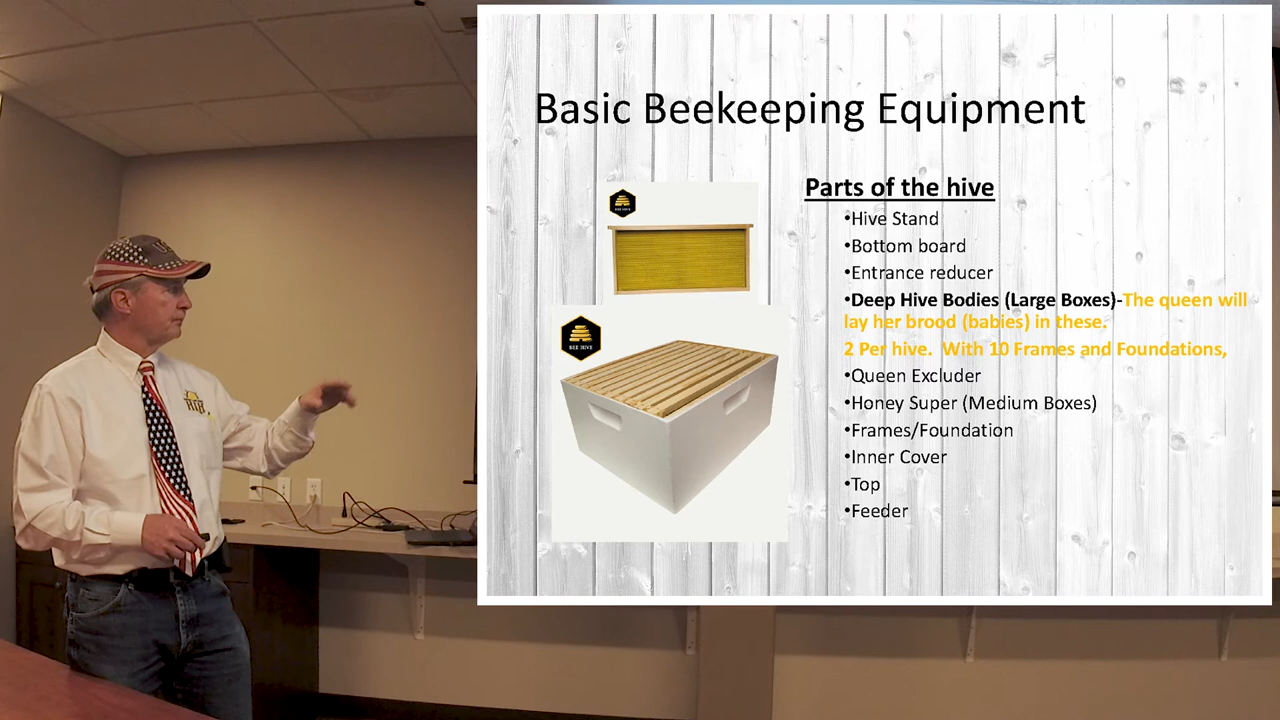 Basic Beekeeping Equipment
BEE HIVE
BEE HIVE
Parts of the hive
•Hive Stand
•Bottom board
•Entrance reducer
•Deep Hive Bodies (Large Boxes)-The queen will
lay her brood (babies) in these.
2 Per hive.  With 10 Frames and Foundations,
•Queen Excluder
•Honey Super (Medium Boxes)
•Frames/Foundation
•Inner Cover
•Top
•Feeder